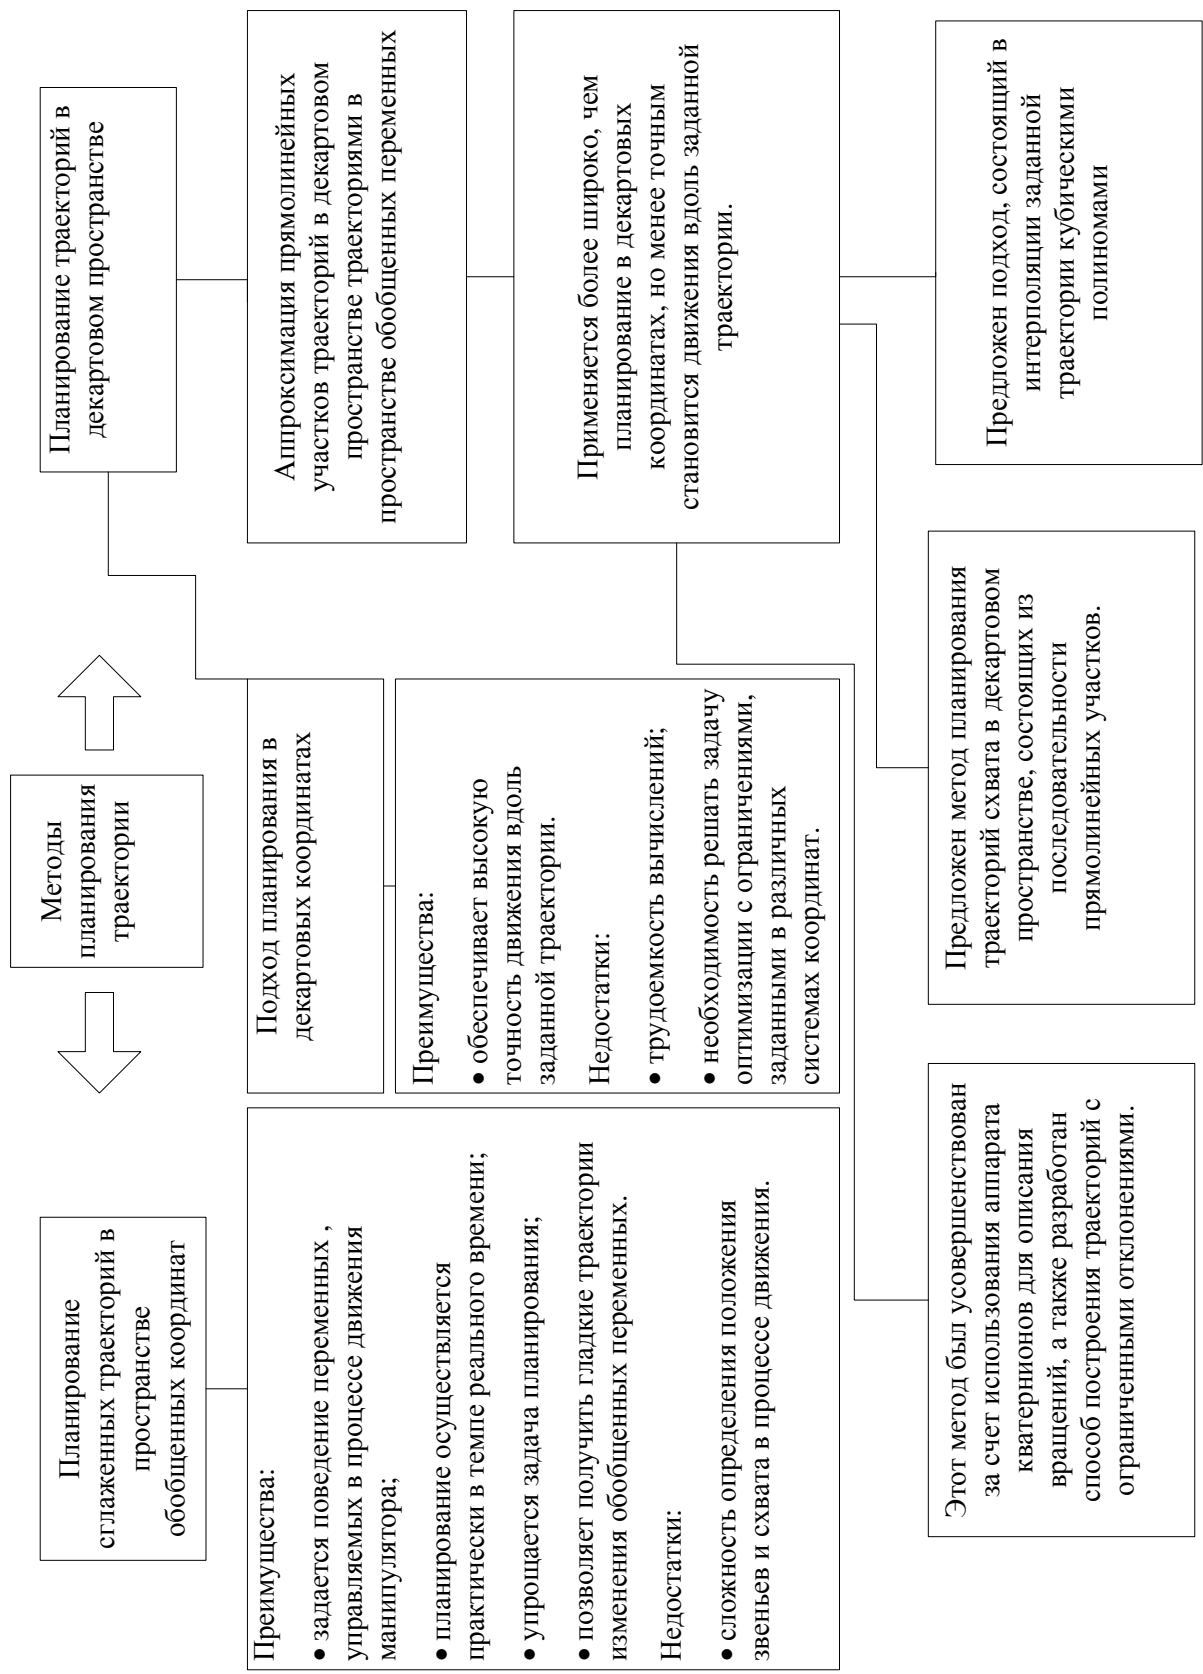 Методы
планирования
траектории
Планирование
сглаженных траекторий в
пространстве
обобщенных координат
Преимущества:
• задается поведение переменных ,
управляемых в процессе движения
манипулятора;
• планирование осуществляется
практически в темпе реального времени;
• упрощается задача планирования;
• позволяет получить гладкие траектории
изменения обобщенных переменных.
Недостатки:
• сложность определения положения
звеньев и схвата в процессе движения.
Планирование траекторий в
декартовом пространстве
Подход планирования в
декартовых координатах
Преимущества:
• обеспечивает высокую
точность движения вдоль
заданной траектории.
Недостатки:
• трудоемкость вычислений;
• необходимость решать задачу
оптимизации с ограничениями,
заданными в различных
системах координат.
Аппроксимация прямолинейных
участков траекторий в декартовом
пространстве траекториями в
пространстве обобщенных переменных
Применяется более широко, чем
планирование в декартовых
координатах, но менее точным
становится движения вдоль заданной
траектории.
Этот метод был усовершенствован
за счет использования аппарата
кватернионов для описания
вращений, а также разработан
способ построения траекторий с
ограниченными отклонениями.
Предложен метод планирования
траекторий схвата в декартовом
пространстве, состоящих из
последовательности
прямолинейных участков.
Предложен подход, состоящий в
интерполяции заданной
траектории кубическими
полиномами